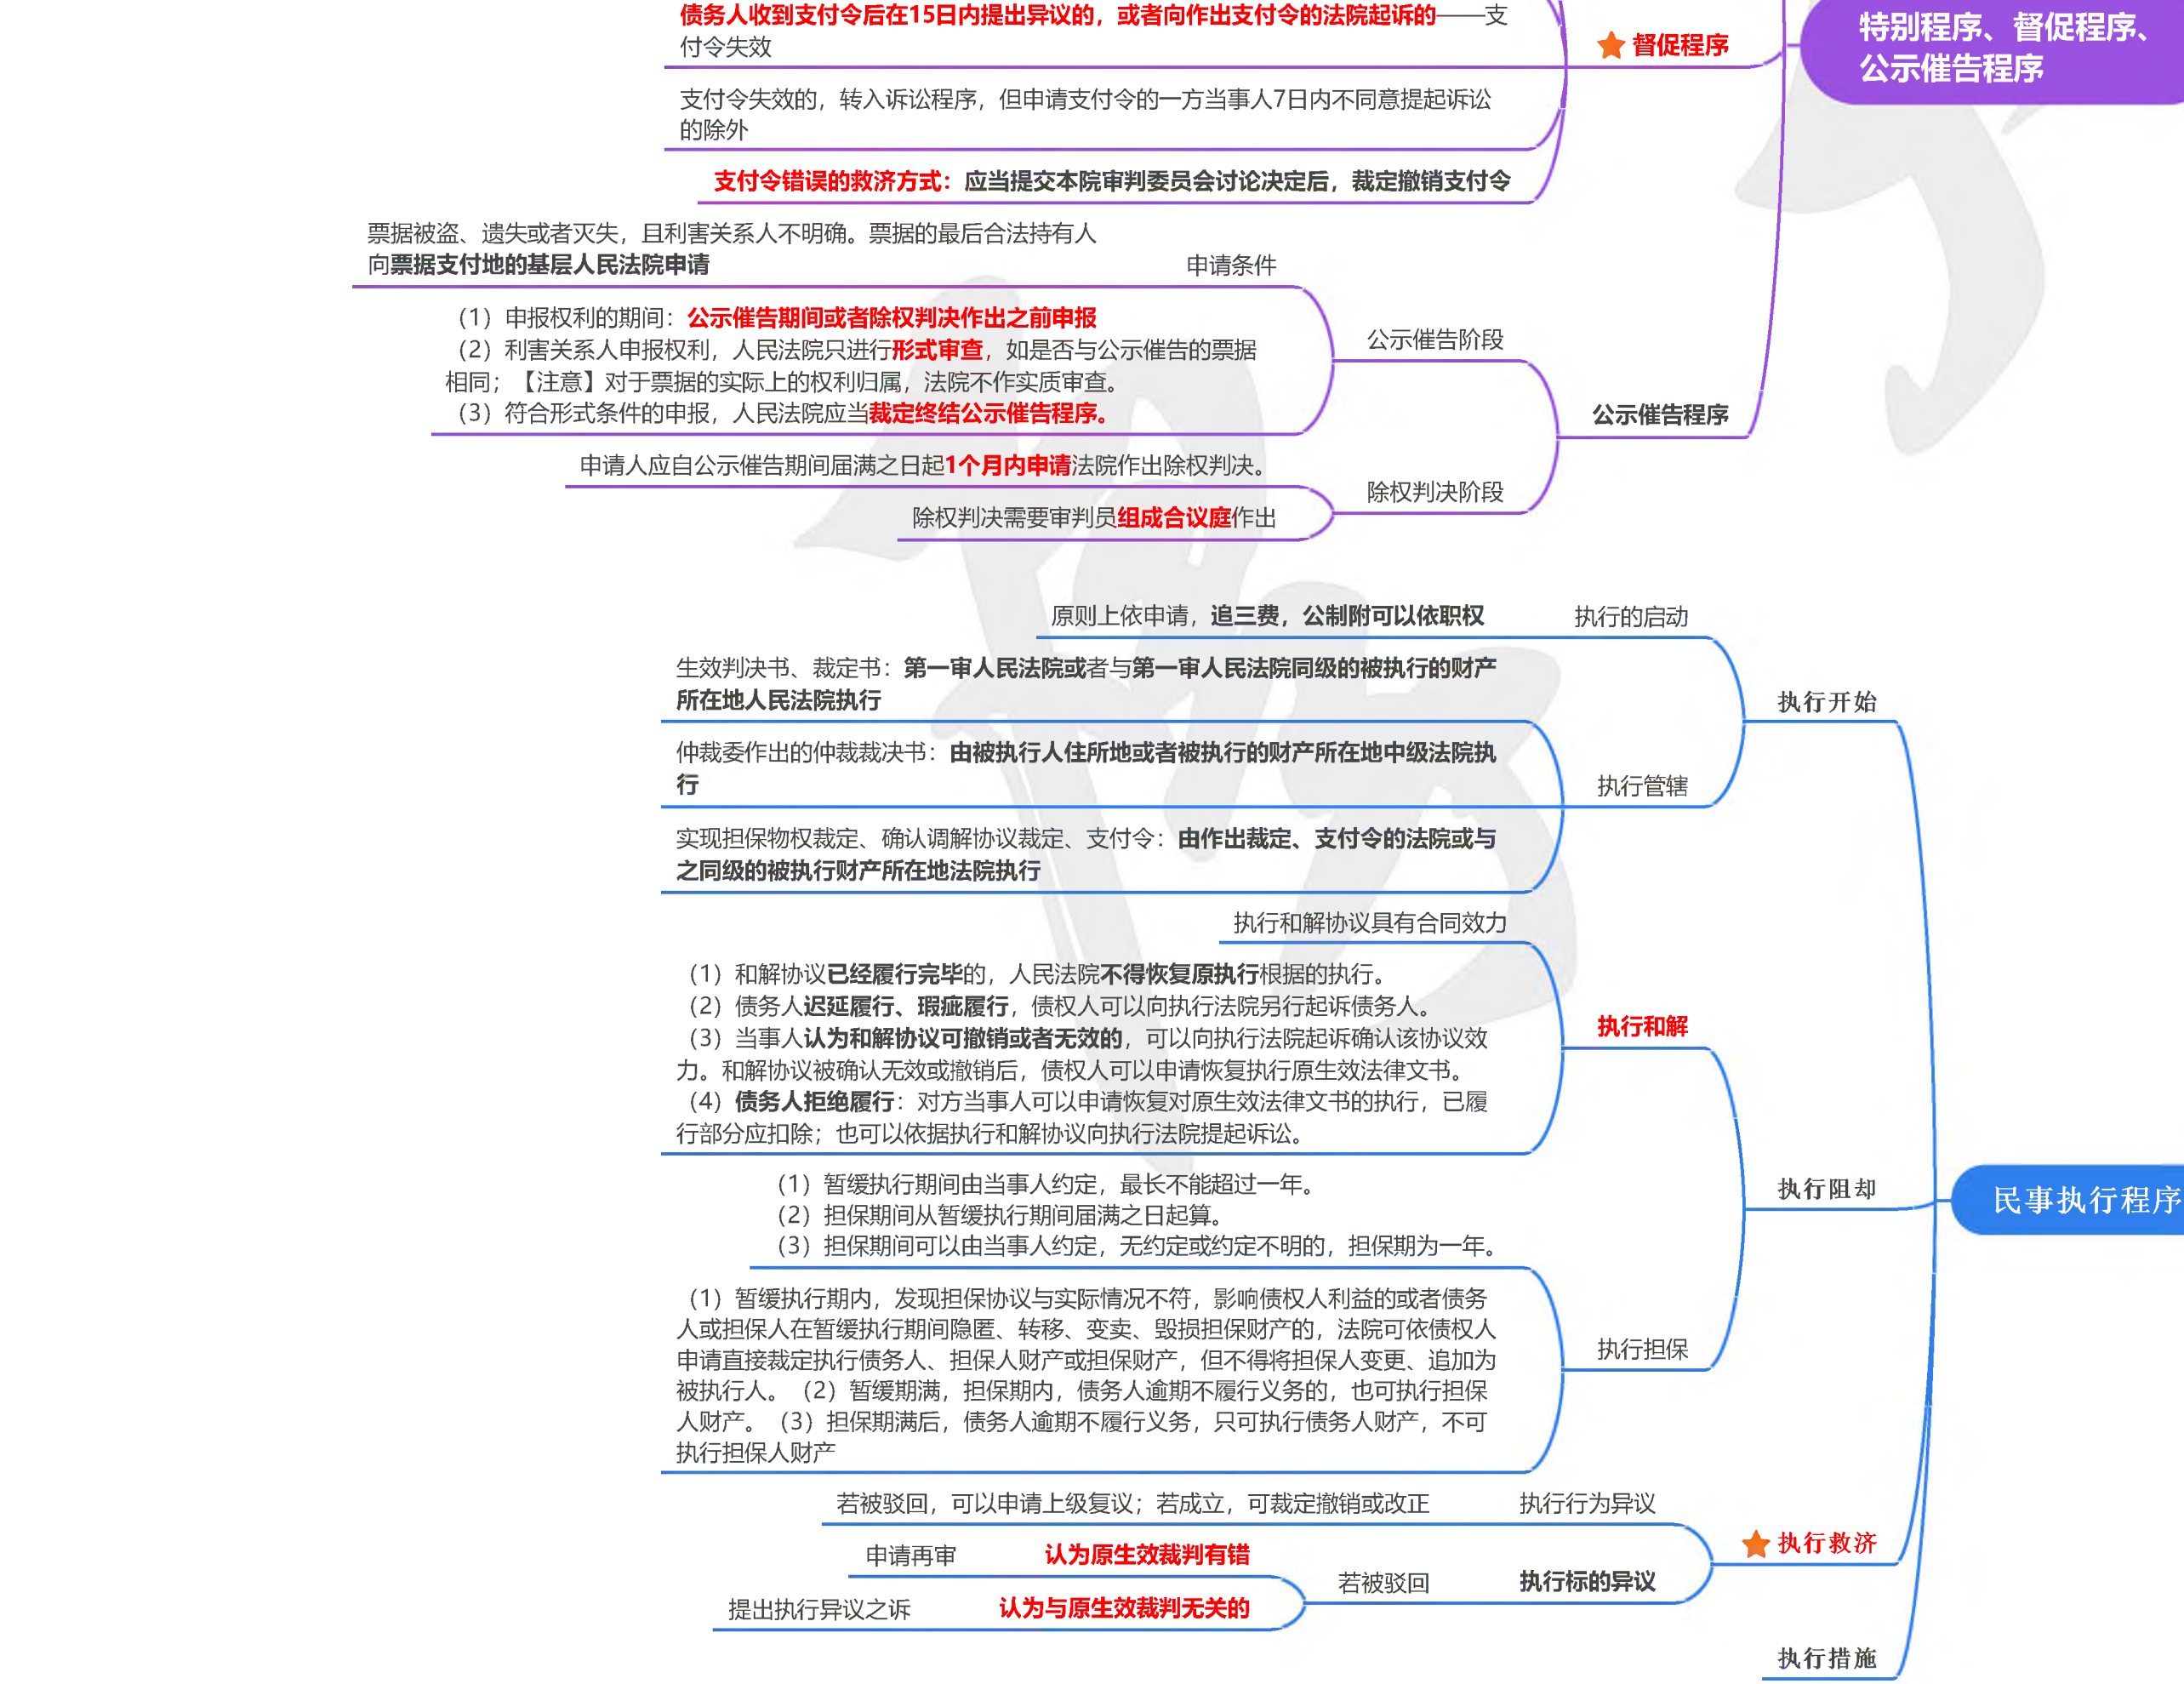 债务人收到支付令后在15日内提出异议的，或者向作出支付令的法院起诉的——支
付令失效
督促程序
特别程序、督促程序、
公示催告程序
支付令失效的，转入诉讼程序，但申请支付令的一方当事人7日内不同意提起诉讼
的除外
支付令错误的救济方式：应当提交本院审判委员会讨论决定后，裁定撤销支付令
票据被盗、遗失或者灭失，且利害关系人不明确。票据的最后合法持有人
向票据支付地的基层人民法院申请
申请条件
（1）申报权利的期间：公示催告期间或者除权判决作出之前申报
（2）利害关系人申报权利，人民法院只进行形式审查，如是否与公示催告的票据
相同；【注意】对于票据的实际上的权利归属，法院不作实质审查。
（3）符合形式条件的申报，人民法院应当裁定终结公示催告程序。
公示催告阶段
公示催告程序
申请人应自公示催告期间届满之日起1个月内申请法院作出除权判决。
除权判决阶段
除权判决需要审判员组成合议庭作出
原则上依申请，追三费，公制附可以依职权
执行的启动
生效判决书、裁定书：第一审人民法院或者与第一审人民法院同级的被执行的财产
所在地人民法院执行
执行开始
仲裁委作出的仲裁裁决书：由被执行人住所地或者被执行的财产所在地中级法院执
行
执行管辖
实现担保物权裁定、确认调解协议裁定、支付令：由作出裁定、支付令的法院或与
之同级的被执行财产所在地法院执行
执行和解协议具有合同效力
（1）和解协议已经履行完毕的，人民法院不得恢复原执行根据的执行。
（2）债务人迟延履行、瑕疵履行，债权人可以向执行法院另行起诉债务人。
（3）当事人认为和解协议可撤销或者无效的，可以向执行法院起诉确认该协议效
力。和解协议被确认无效或撤销后，债权人可以申请恢复执行原生效法律文书。
（4）债务人拒绝履行：对方当事人可以申请恢复对原生效法律文书的执行，已履
行部分应扣除；也可以依据执行和解协议向执行法院提起诉讼。
执行和解
执行阻却
民事执行程序
（1）暂缓执行期间由当事人约定，最长不能超过一年。
（2）担保期间从暂缓执行期间届满之日起算。
（3）担保期间可以由当事人约定，无约定或约定不明的，担保期为一年。
（1）暂缓执行期内，发现担保协议与实际情况不符，影响债权人利益的或者债务
人或担保人在暂缓执行期间隐匿、转移、变卖、毁损担保财产的，法院可依债权人
申请直接裁定执行债务人、担保人财产或担保财产，但不得将担保人变更、追加为
被执行人。（2）暂缓期满，担保期内，债务人逾期不履行义务的，也可执行担保
人财产。（3）担保期满后，债务人逾期不履行义务，只可执行债务人财产，不可
执行担保人财产
执行担保
若被驳回，可以申请上级复议；若成立，可裁定撤销或改正
执行行为异议
执行救济
申请再审
认为原生效裁判有错
若被驳回
执行标的异议
提出执行异议之诉
认为与原生效裁判无关的
执行措施